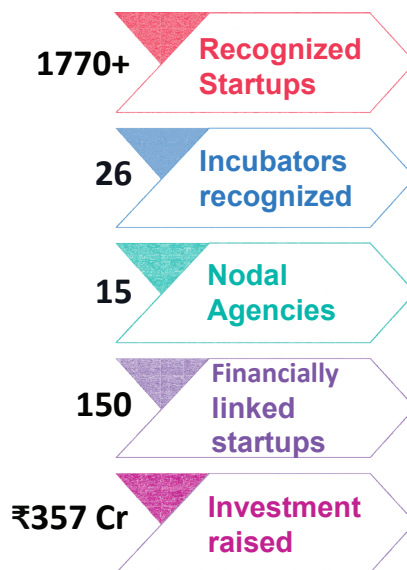 1770+
Recognized
Startups
26
Incubators
recognized
15
Nodal
Agencies
150
Financially
linked
startups
₹357 Cr
Investment
raised